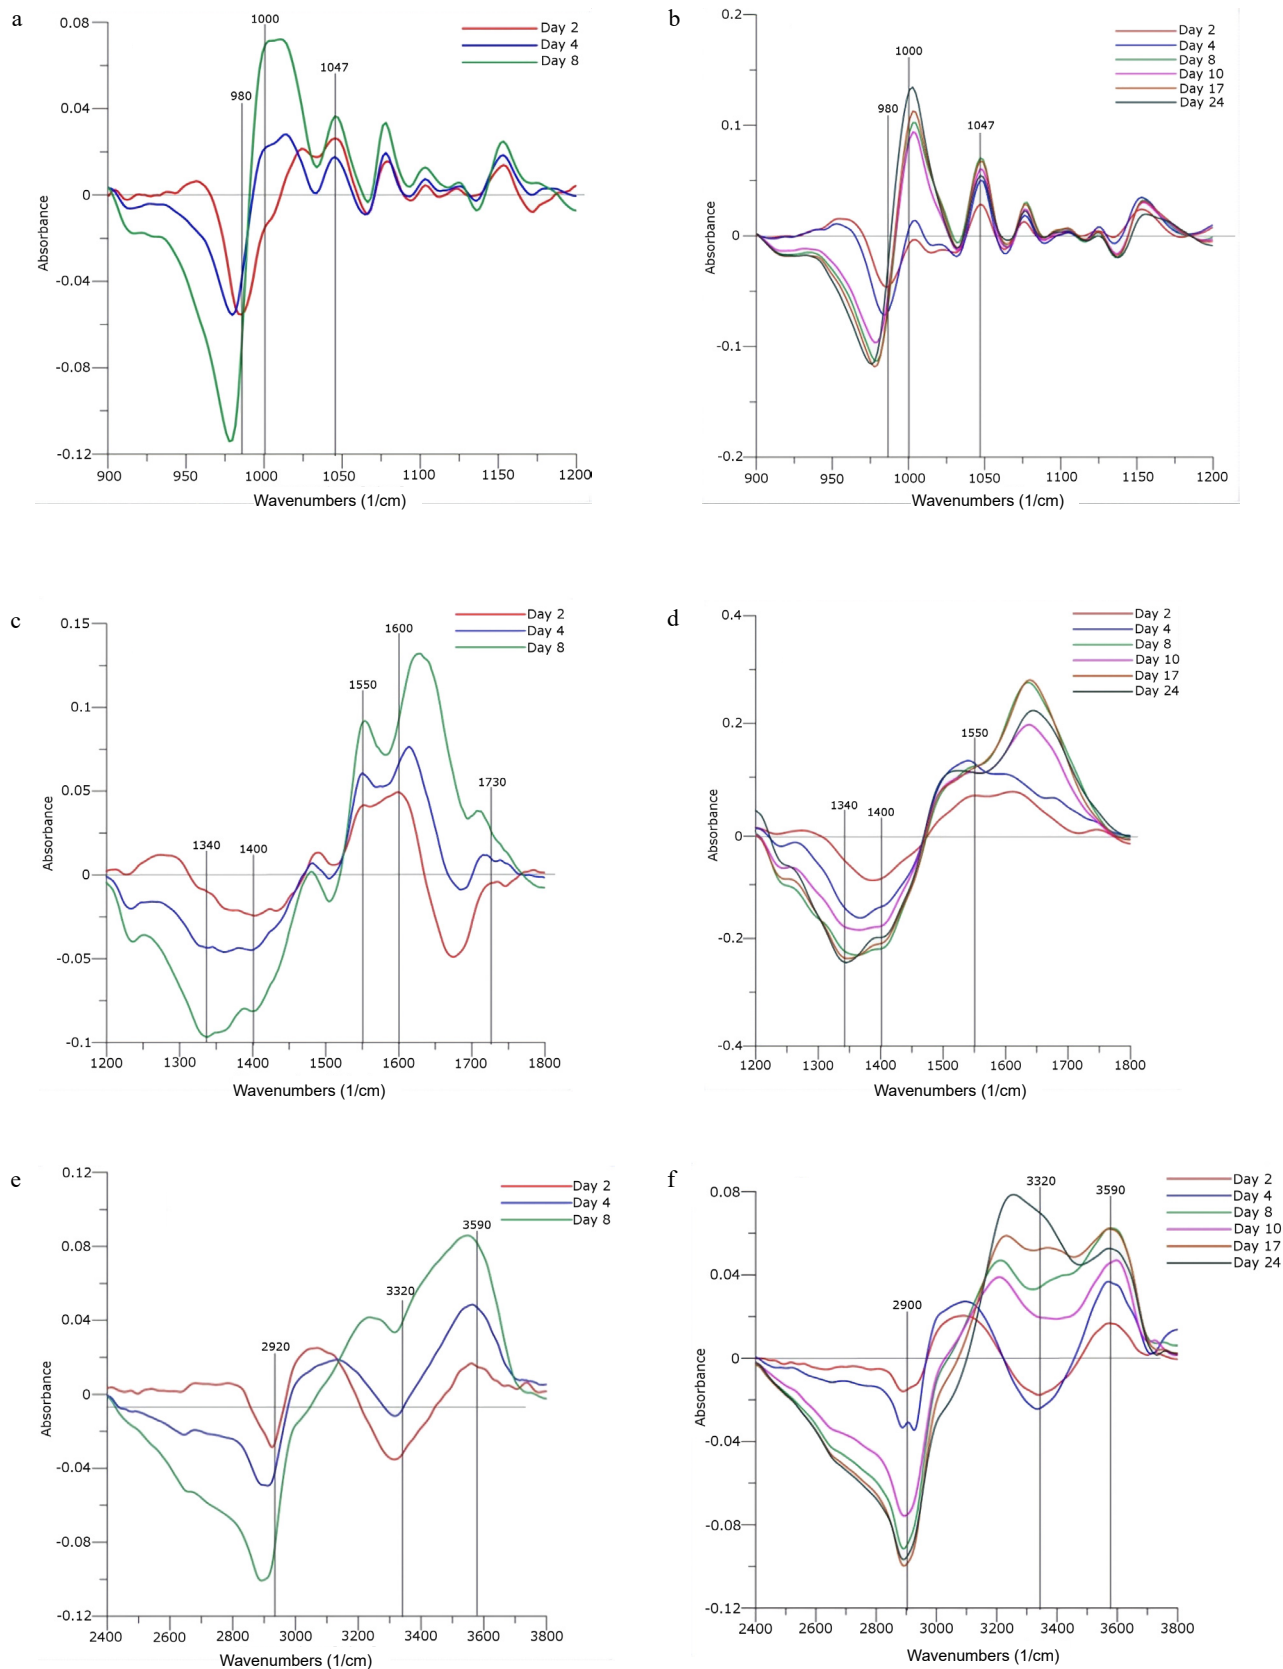 a
0.08
0.04
0
-0.04
-0.08
-0.12
Absorbance
1000
980
1047
Day 2
Day 4
Day 8
900
950
1000
1050
1100
1150
1200
Wavenumbers (1/cm)
b
0.2
0.1
0
-0.1
-0.2
Absorbance
1000
980
1047
Day 2
Day 4
Day 8
Day 10
Day 17
Day 24
900
950
1000
1050
1100
1150
1200
Wavenumbers (1/cm)
c
0.15
0.1
0.05
0
-0.05
-0.1
Absorbance
1340
1400
1550
1600
1730
Day 2
Day 4
Day 8
1200
1300
1400
1500
1600
1700
1800
Wavenumbers (1/cm)
d
0.4
0.2
0
-0.2
-0.4
Absorbance
1340
1400
1550
Day 2
Day 4
Day 8
Day 10
Day 17
Day 24
1200
1300
1400
1500
1600
1700
1800
Wavenumbers (1/cm)
e
0.12
0.08
0.04
0
-0.04
-0.08
-0.12
Absorbance
2920
3320
3590
Day 2
Day 4
Day 8
2400
2600
2800
3000
3200
3400
3600
3800
Wavenumbers (1/cm)
f
0.08
0.04
0
-0.04
-0.08
-0.12
Absorbance
2900
3320
3590
Day 2
Day 4
Day 8
Day 10
Day 17
Day 24
2400
2600
2800
3000
3200
3400
3600
3800
Wavenumbers (1/cm)